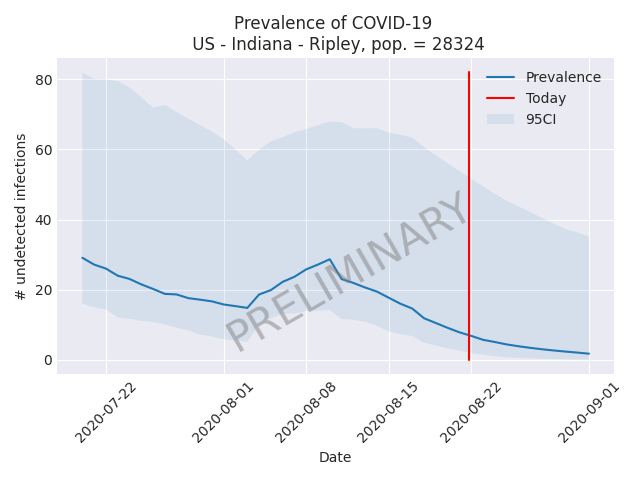 Prevalence of COVID-19
US - Indiana - Ripley, pop. = 28324
80
60
40
20
0
# undetected infections
Prevalence
Today
95CI
PRELIMINARY
2020-07-22
2020-08-01
2020-08-08
2020-08-15
2020-08-22
2020-09-01
Date